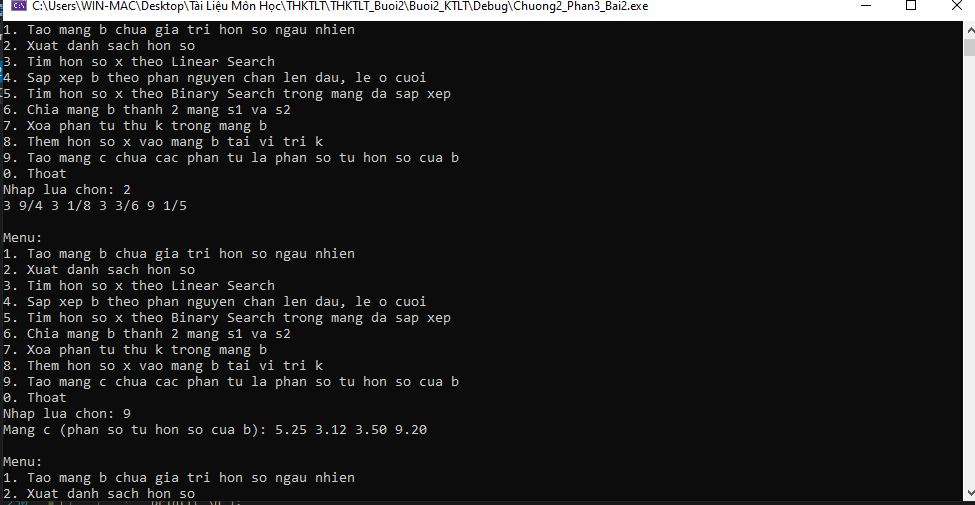 C:\Users\WIN-MAC\Desktop\Tài Liệu Môn Học\THKTLT\THKTLT_Buoi2\Buoi2_KTLT\Debug\Chuong2_Phan3_Bai2.exe
1. Tao mang b chua gia tri hon so ngau nhien
2. Xuat danh sach hon so
3. Tim hon so x theo Linear Search
4. Sap xep b theo phan nguyen chan len dau, le o cuoi
5. Tim hon so x theo Binary Search trong mang da sap xep
6. Chia mang b thanh 2 mang s1 va s2
7. Xoa phan tu thu k trong mang b
8. Them hon so x vao mang b tai vi tri k
9. Tao mang c chua cac phan tu la phan so tu hon so cua b
0. Thoat
Nhap lua chon: 2
3 9/4 3 1/8 3 3/6 9 1/5
Menu:
1. Tao mang b chua gia tri hon so ngau nhien
2. Xuat danh sach hon so
3. Tim hon so x theo Linear Search
4. Sap xep b theo phan nguyen chan len dau, le o cuoi
5. Tim hon so x theo Binary Search trong mang da sap xep
6. Chia mang b thanh 2 mang s1 va s2
7. Xoa phan tu thu k trong mang b
8. Them hon so x vao mang b tai vi tri k
9. Tao mang c chua cac phan tu la phan so tu hon so cua b
0. Thoat
Nhap lua chon: 9
Mang c (phan so tu hon so cua b): 5.25 3.12 3.50 9.20
Menu:
1. Tao mang b chua gia tri hon so ngau nhien
2. Xuat danh sach hon so